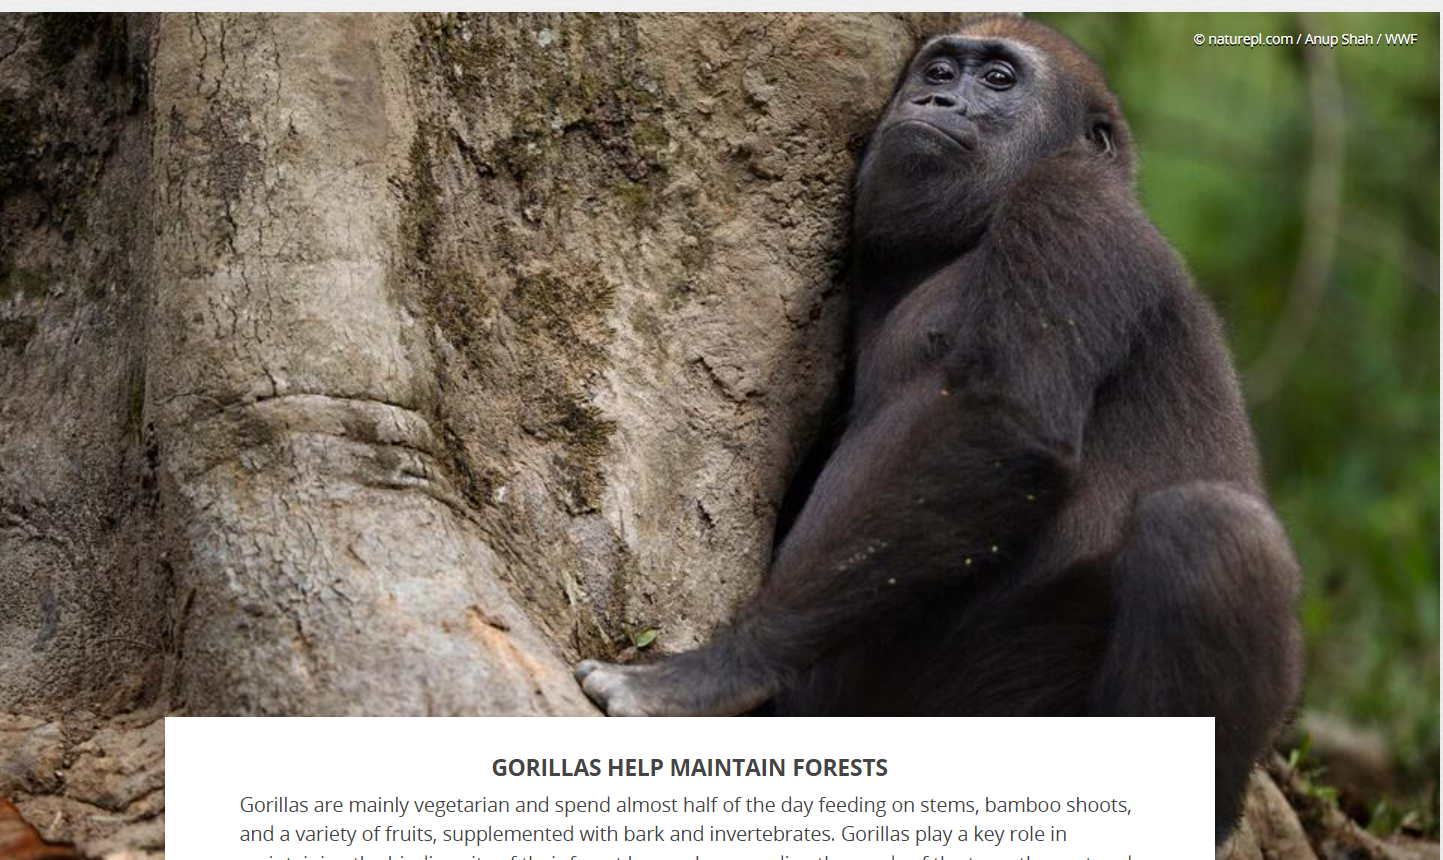 © naturepl.com / Anup Shah / WWF
GORILLAS HELP MAINTAIN FORESTS
Gorillas are mainly vegetarian and spend almost half of the day feeding on stems, bamboo shoots,
and a variety of fruits, supplemented with bark and invertebrates. Gorillas play a key role in